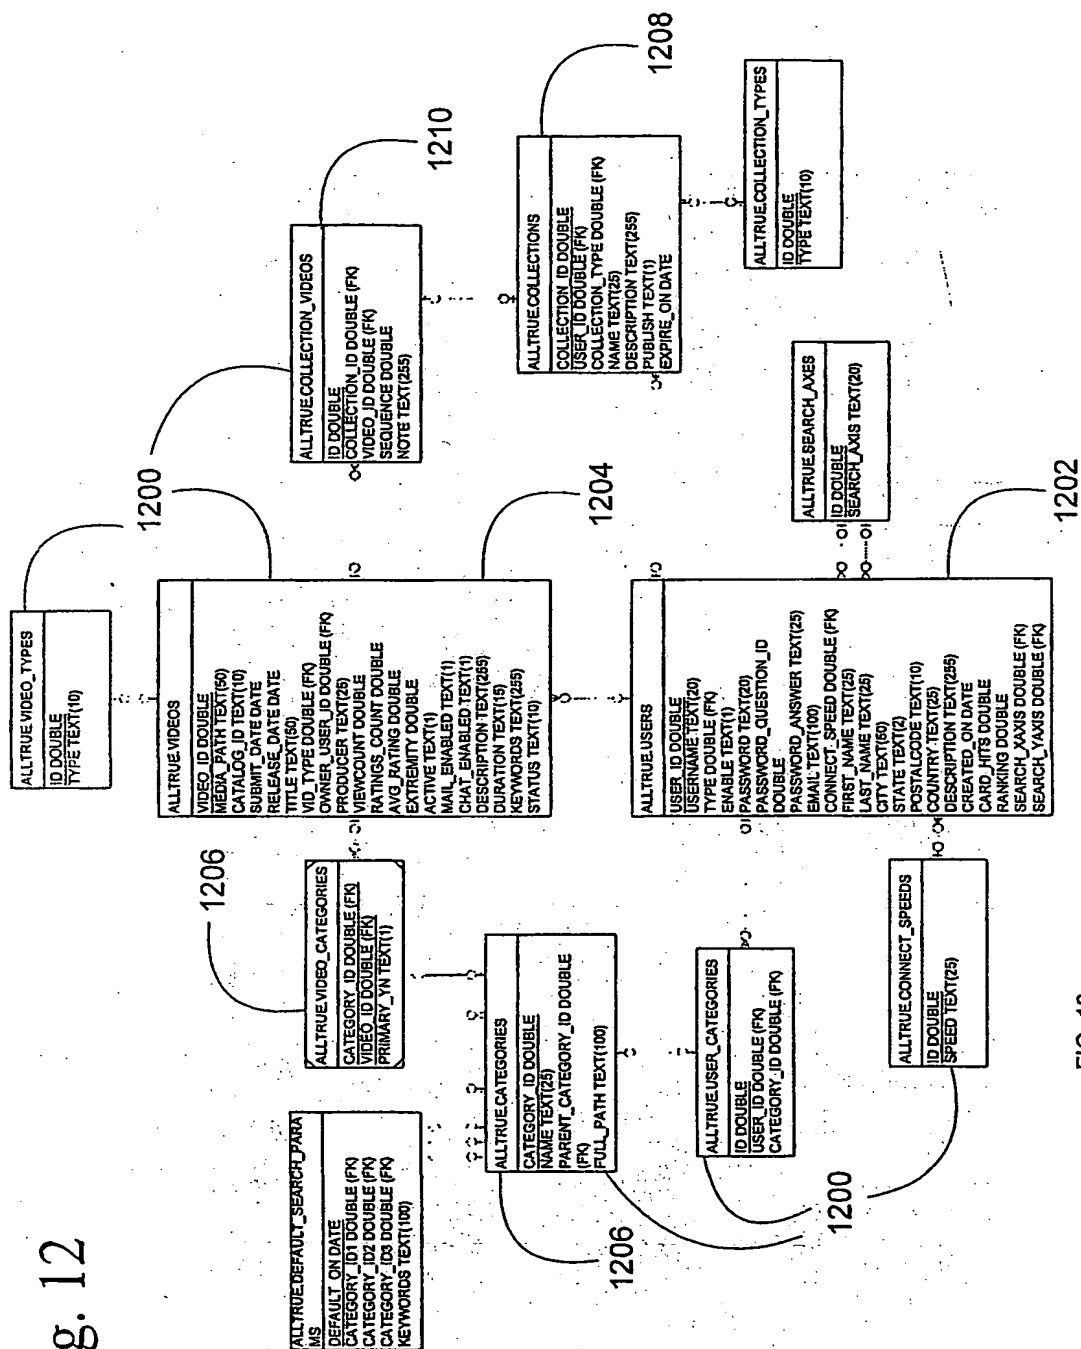 g. 12
ALLTRUE.VIDEO_TYPES
ID DOUBLE
TYPE TEXT(10)
1200
ALLTRUE.VIDEOS
VIDEO_ID DOUBLE
MEDIA_PATH TEXT(50)
CATALOG_ID TEXT(10)
SUBMIT_DATE DATE
RELEASE_DATE DATE
TITLE TEXT(50)
VID_TYPE DOUBLE (FK)
OWNER_USER_ID DOUBLE (FK)
PRODUCER TEXT(25)
VIEWCOUNT DOUBLE
RATINGS_COUNT DOUBLE
AVG_RATING DOUBLE
EXTREMITY DOUBLE
ACTIVE TEXT(1)
MAIL_ENABLED TEXT(1)
CHAT_ENABLED TEXT(1)
DESCRIPTION TEXT(255)
DURATION TEXT(15)
KEYWORDS TEXT(255)
STATUS TEXT(10)
1204
ALLTRUE.COLLECTION_VIDEOS
ID DOUBLE
COLLECTION_ID DOUBLE (FK)
VIDEO_ID DOUBLE (FK)
SEQUENCE DOUBLE
NOTE TEXT(255)
1210
ALLTRUE.COLLECTIONS
COLLECTION_ID DOUBLE
USER_ID DOUBLE (FK)
COLLECTION_TYPE DOUBLE (FK)
NAME TEXT(25)
DESCRIPTION TEXT(255)
PUBLISH TEXT(1)
EXPIRE_ON DATE
1208
ALLTRUE.COLLECTION_TYPES
ID DOUBLE
TYPE TEXT(10)
ALLTRUE.SEARCH_AXES
ID DOUBLE
SEARCH_AXIS TEXT(20)
ALLTRUE.USERS
USER_ID DOUBLE
USERNAME TEXT(20)
TYPE DOUBLE (FK)
ENABLE TEXT(1)
PASSWORD TEXT(20)
PASSWORD_QUESTION_ID
DOUBLE
PASSWORD_ANSWER TEXT(25)
EMAIL TEXT(100)
CONNECT_SPEED DOUBLE (FK)
FIRST_NAME TEXT(25)
LAST_NAME TEXT(25)
CITY TEXT(50)
STATE TEXT(2)
POSTALCODE TEXT(10)
COUNTRY TEXT(25)
DESCRIPTION TEXT(255)
CREATED_ON DATE
CARD_HITS DOUBLE
RANKING DOUBLE
SEARCH_XAXIS DOUBLE (FK)
SEARCH_YAXIS DOUBLE (FK)
1202
1206
ALLTRUE.VIDEO_CATEGORIES
CATEGORY_ID DOUBLE (FK)
VIDEO_ID DOUBLE (FK)
PRIMARY_YN TEXT(1)
ALLTRUE.DEFAULT_SEARCH_PARA
MS
DEFAULT_ON DATE
CATEGORY_ID1 DOUBLE (FK)
CATEGORY_ID2 DOUBLE (FK)
CATEGORY_ID3 DOUBLE (FK)
KEYWORDS TEXT(100)
ALLTRUE.CATEGORIES
CATEGORY_ID DOUBLE
NAME TEXT(25)
PARENT_CATEGORY_ID DOUBLE
(FK)
FULL_PATH TEXT(100)
1206
ALLTRUE.USER_CATEGORIES
ID DOUBLE
USER_ID DOUBLE (FK)
CATEGORY_ID DOUBLE (FK)
1200
ALLTRUE.CONNECT_SPEEDS
ID DOUBLE
SPEED TEXT(25)